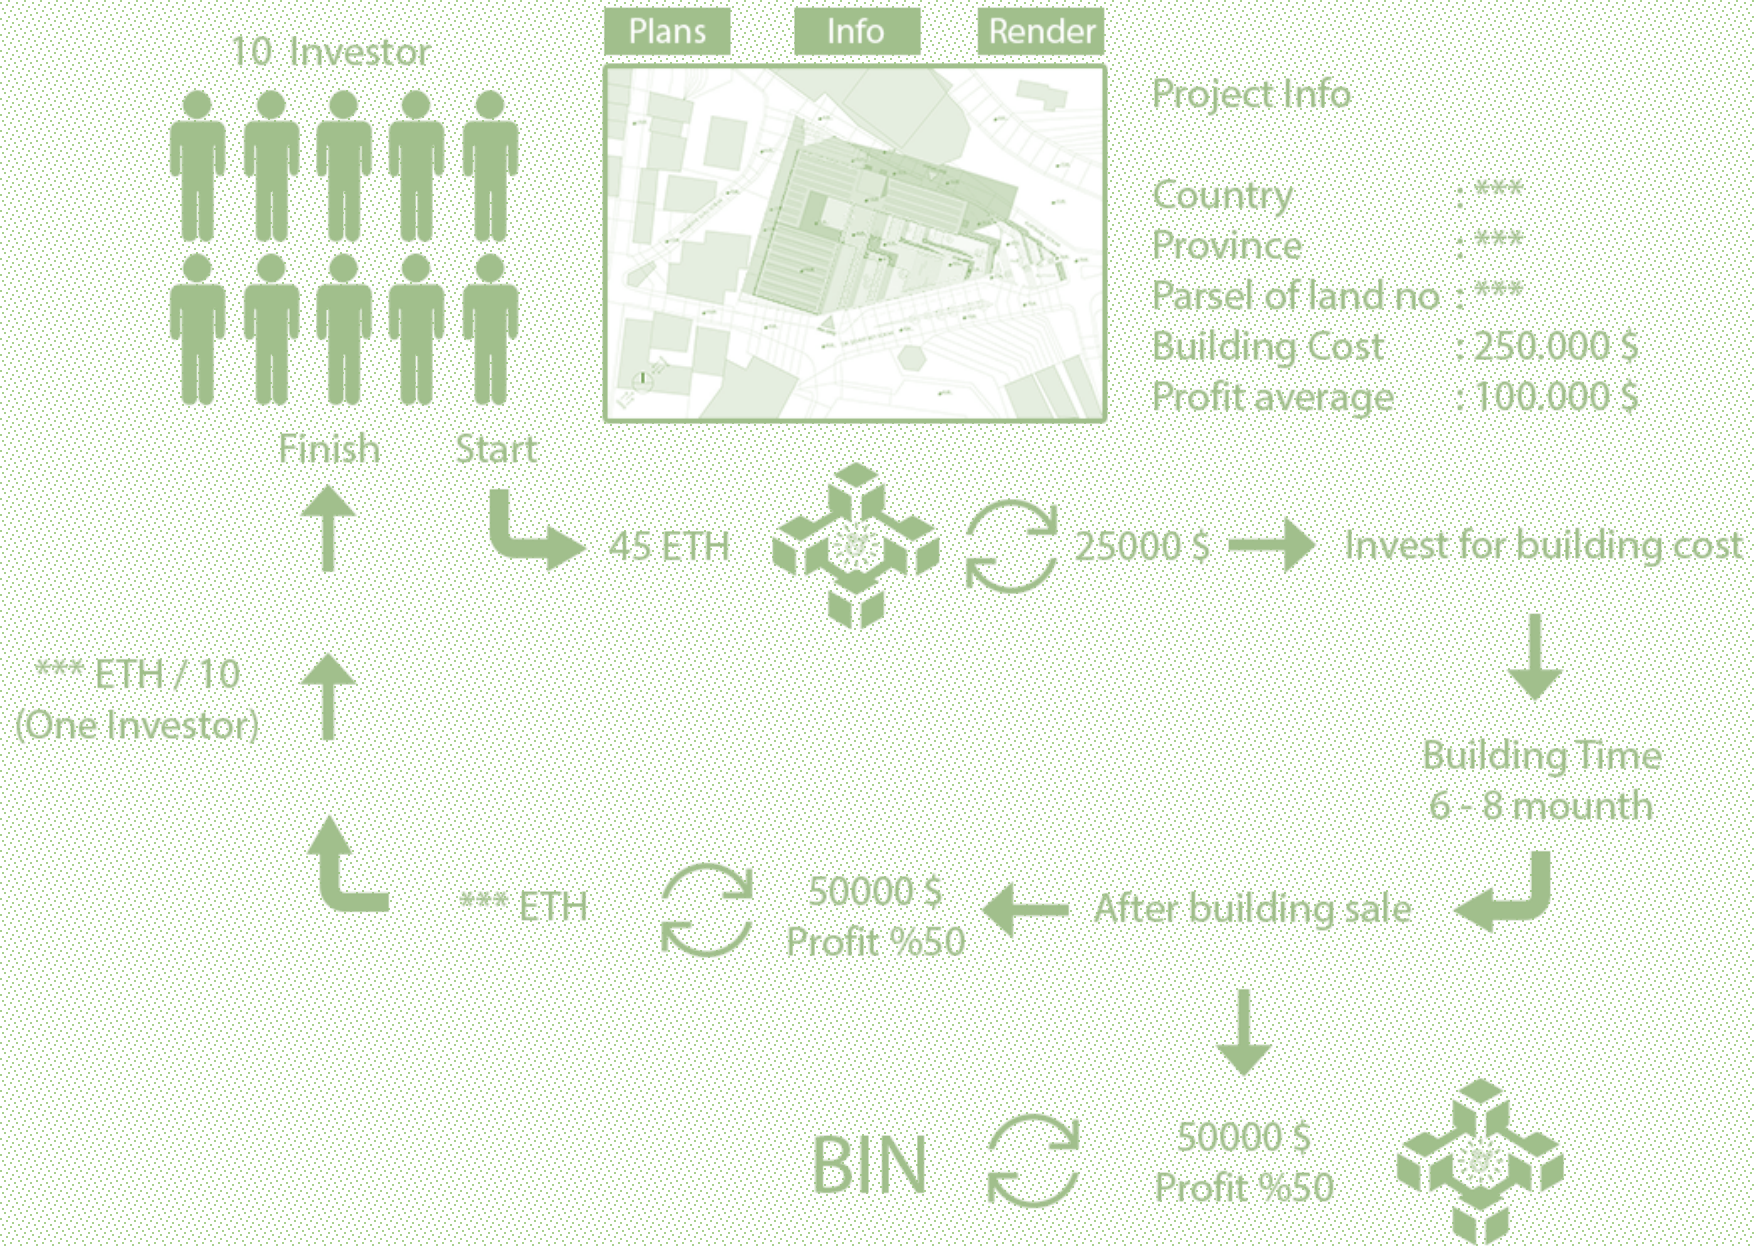 10 Investor
Plans
Info
Render
Project Info
Country : ***
Province : ***
Parsel of land no : ***
Building Cost : 250.000 $
Profit average : 100.000 $
Finish
Start
45 ETH
25000 $
Invest for building cost
*** ETH / 10
(One Investor)
Building Time
6 - 8 mounth
*** ETH
50000 $
Profit %50
After building sale
BIN
50000 $
Profit %50